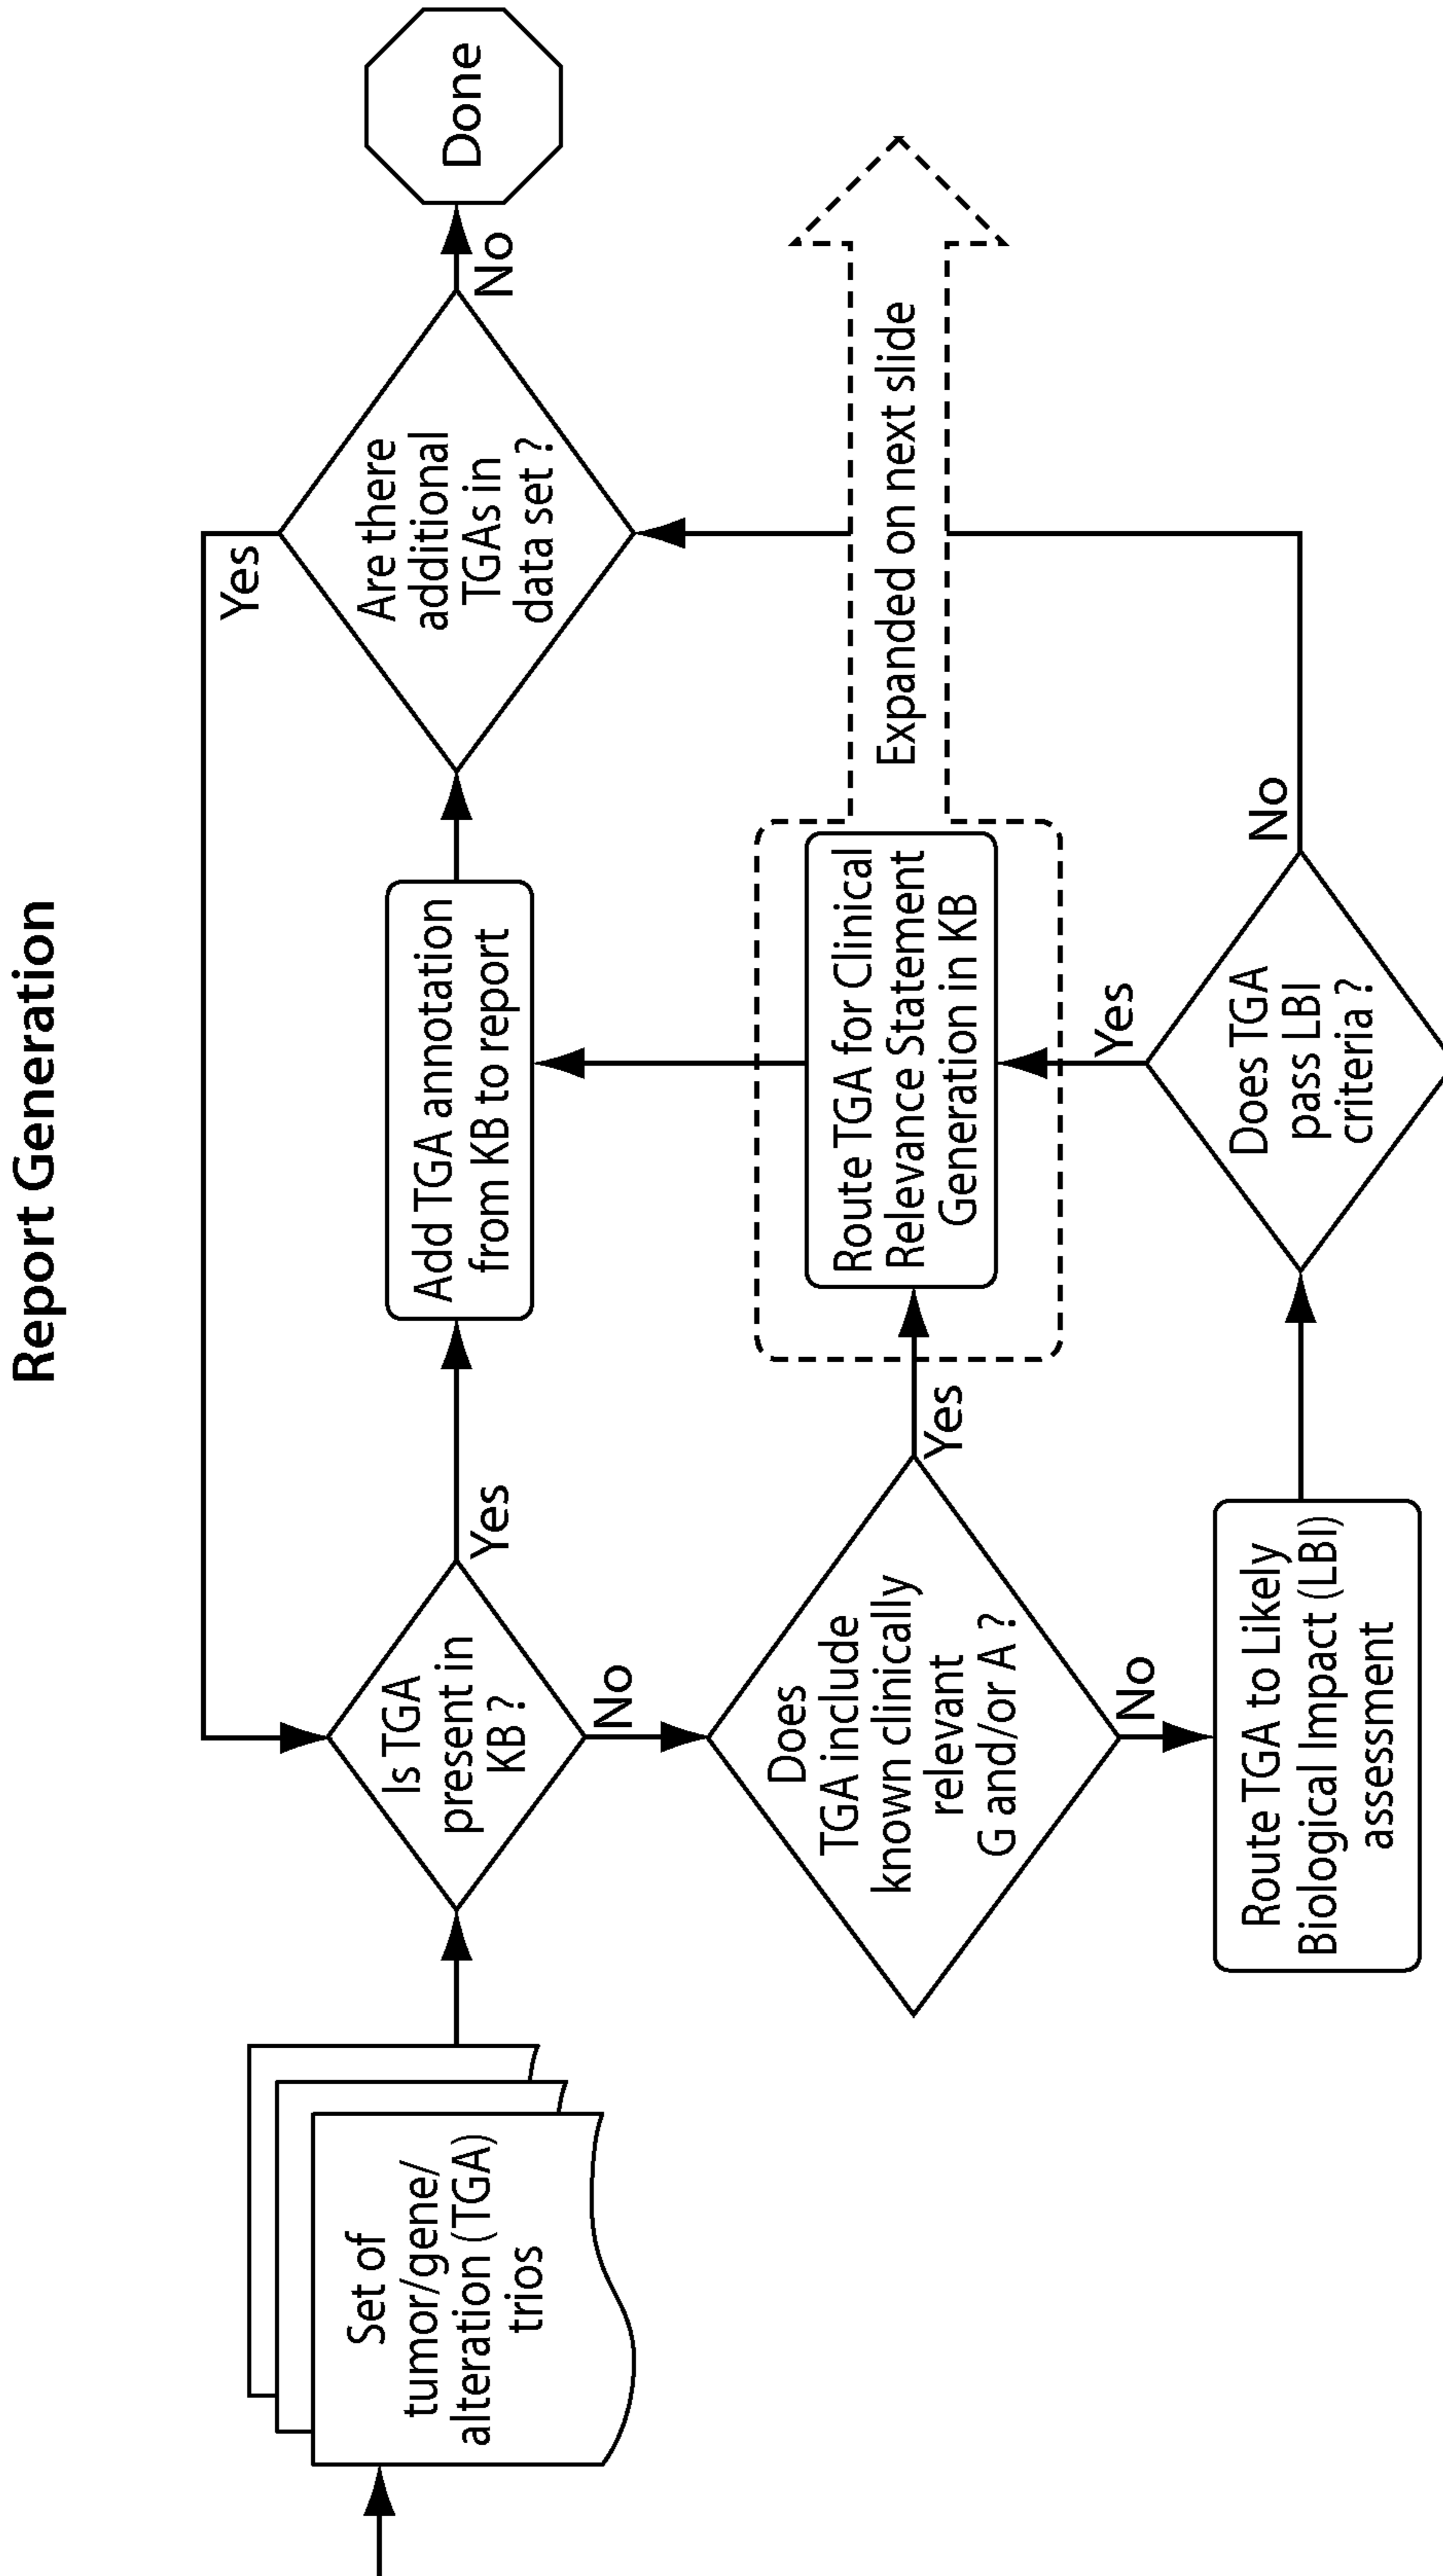 Report Generation
Set of
tumor/gene/
alteration (TGA)
trios
Is TGA
present in
KB ?
Yes
No
Add TGA annotation
from KB to report
Are there
additional
TGAs in
data set ?
Yes
No
Done
Does
TGA include
known clinically
relevant
G and/or A ?
Yes
No
Route TGA for Clinical
Relevance Statement
Generation in KB
Expanded on next slide
Route TGA to Likely
Biological Impact (LBI)
assessment
Does TGA
pass LBI
criteria ?
Yes
No